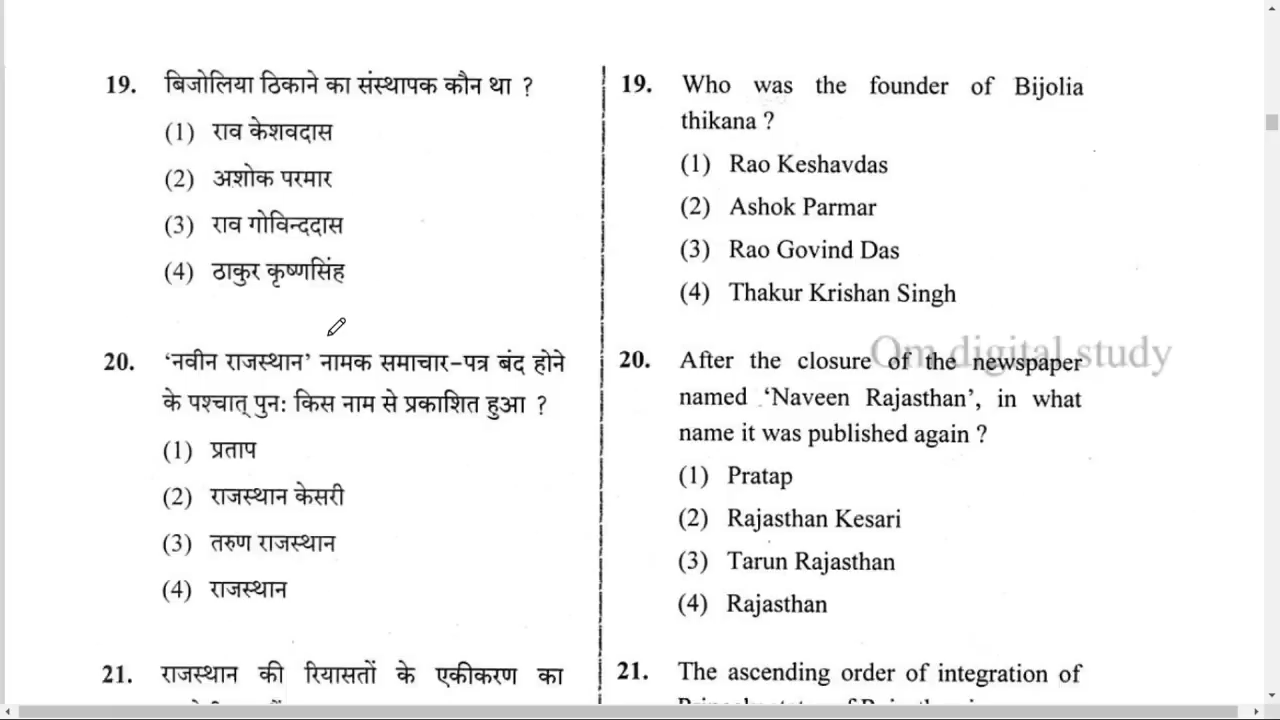 19. बिजोलिया ठिकाने का संस्थापक कौन था ?
(1) राव केशवदास
(2) अशोक परमार
(3) राव गोविन्ददास
(4) ठाकुर कृष्णसिंह
20. ‘नवीन राजस्थान’ नामक समाचार-पत्र बंद होने
के पश्चात् पुनः किस नाम से प्रकाशित हुआ ?
(1) प्रताप
(2) राजस्थान केसरी
(3) तरुण राजस्थान
(4) राजस्थान
21. राजस्थान की रियासतों के एकीकरण का
19. Who was the founder of Bijolia
thikana ?
(1) Rao Keshavdas
(2) Ashok Parmar
(3) Rao Govind Das
(4) Thakur Krishan Singh
Om digital study
20. After the closure of the newspaper
named ‘Naveen Rajasthan’, in what
name it was published again ?
(1) Pratap
(2) Rajasthan Kesari
(3) Tarun Rajasthan
(4) Rajasthan
21. The ascending order of integration of